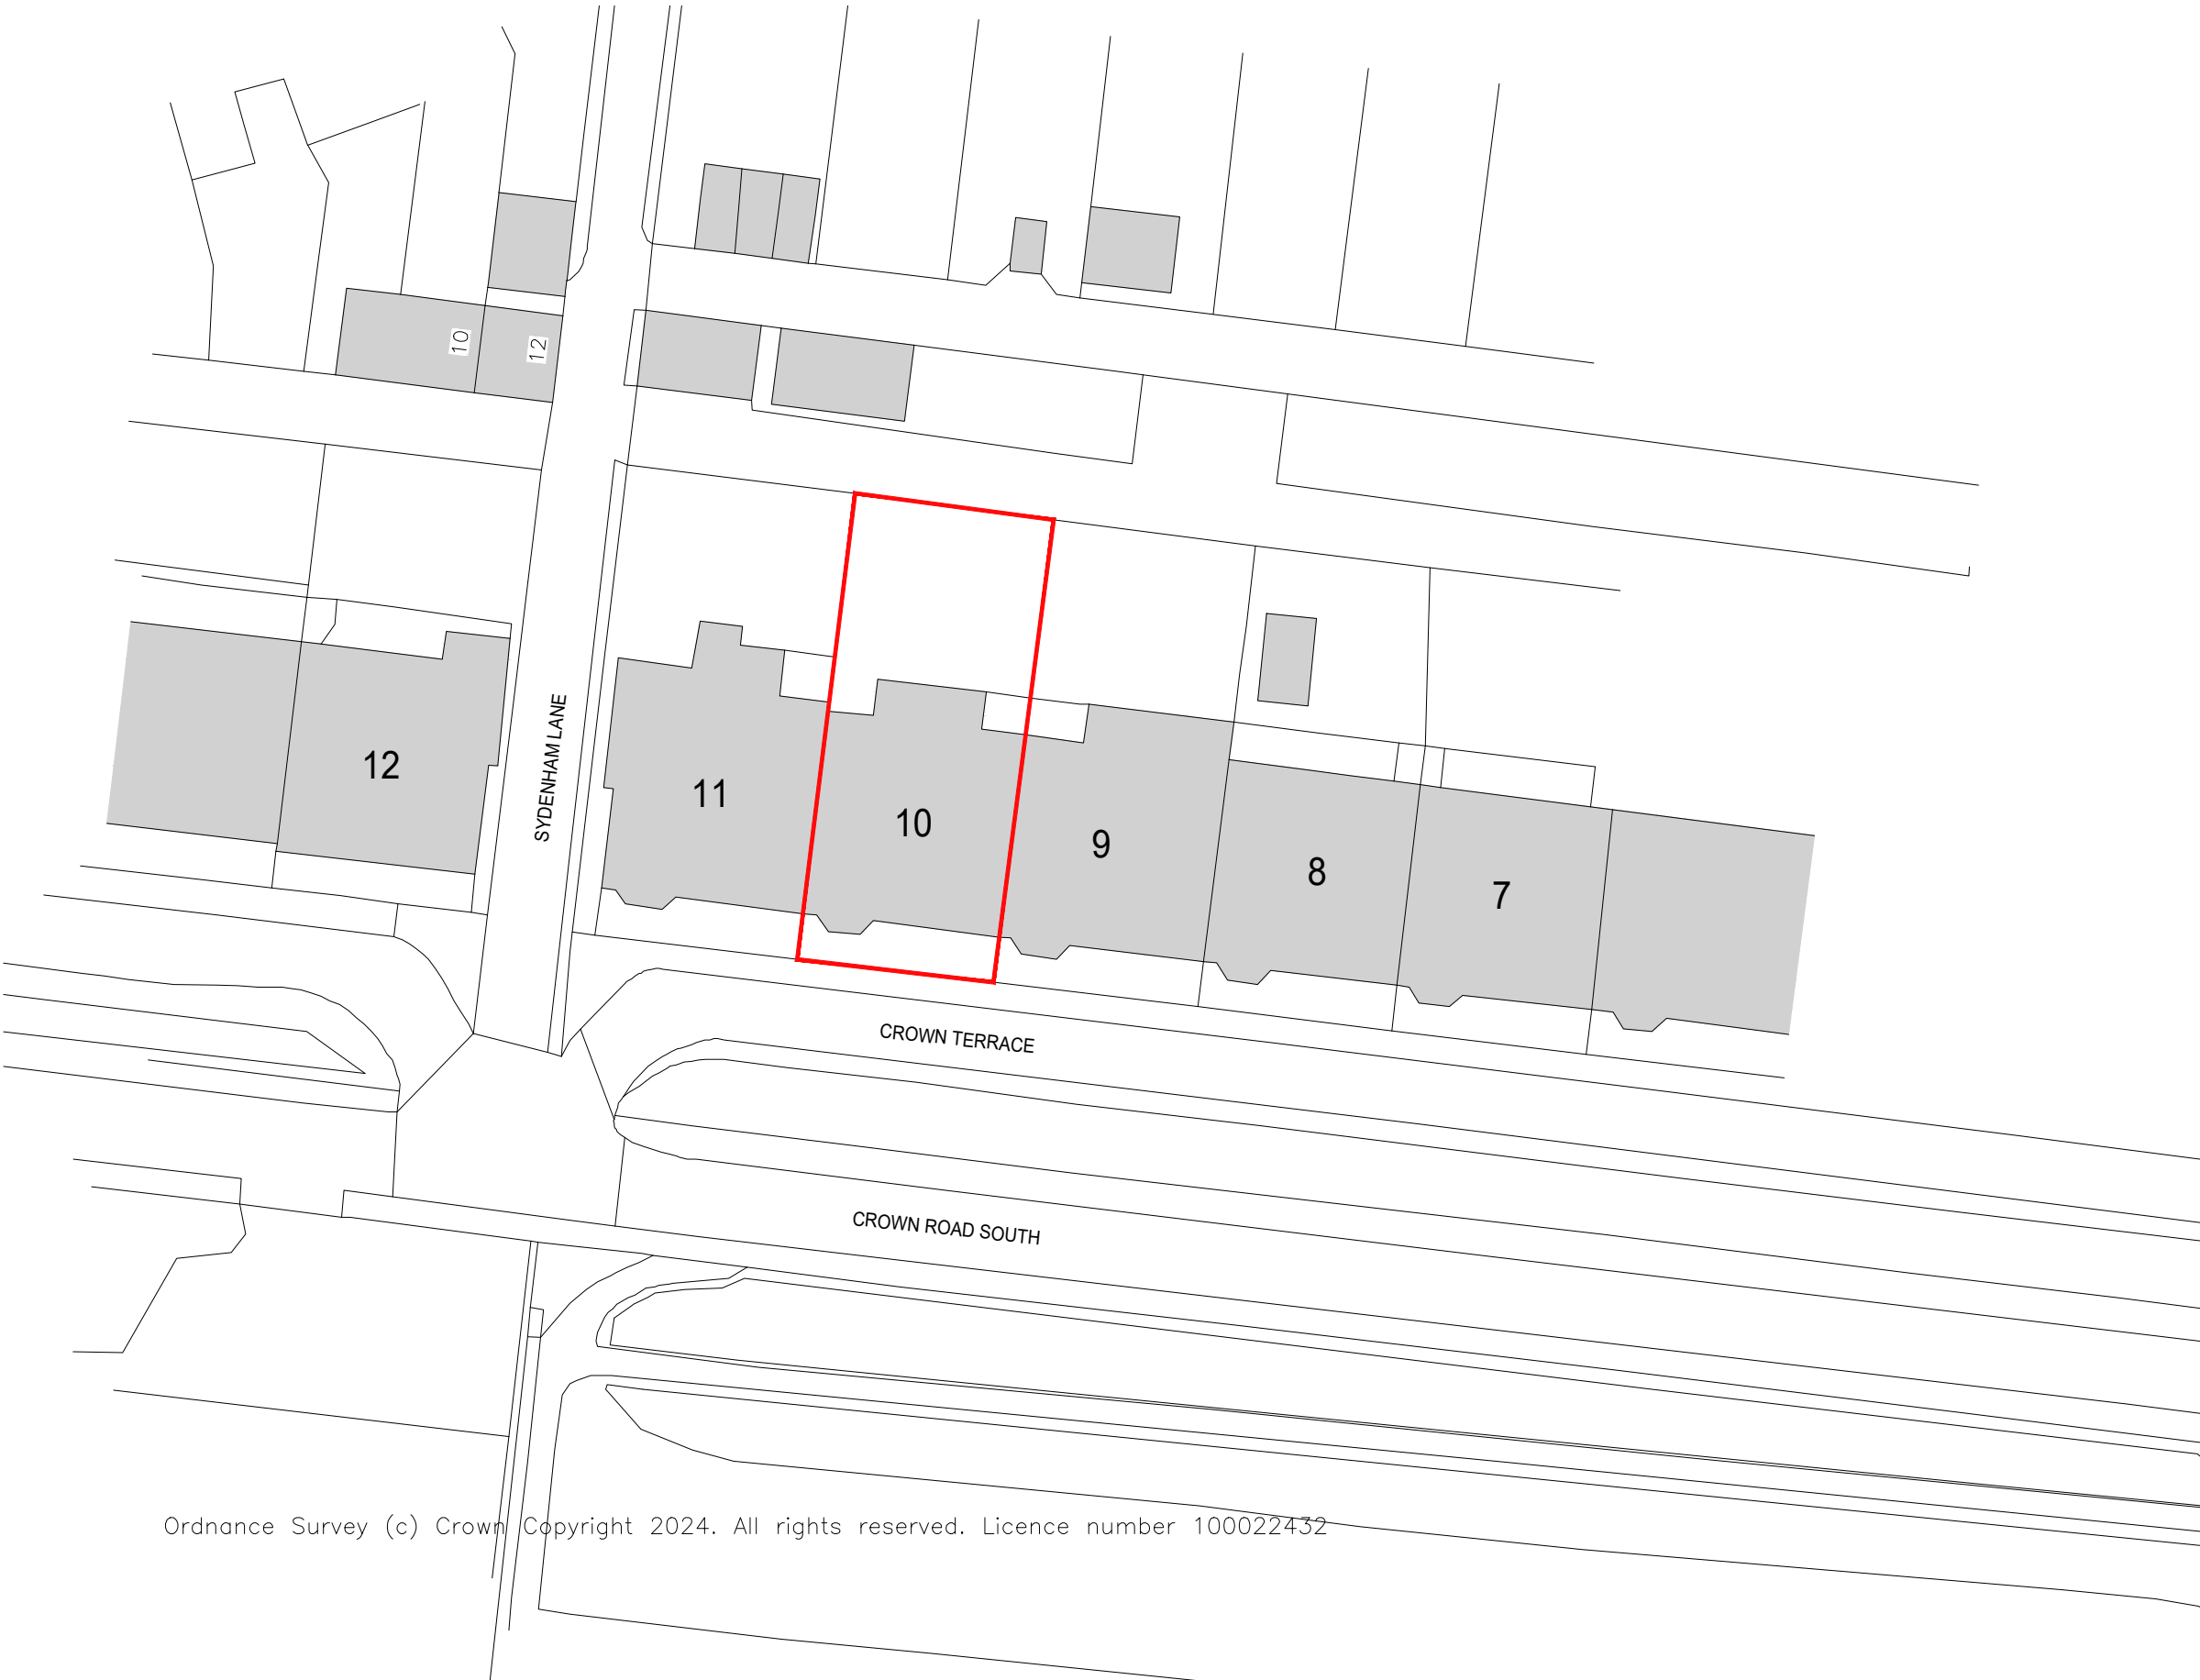 10
12
12
SYDENHAM LANE
11
10
9
8
7
CROWN TERRACE
CROWN ROAD SOUTH
Ordnance Survey (c) Crown Copyright 2024. All rights reserved. Licence number 100022432